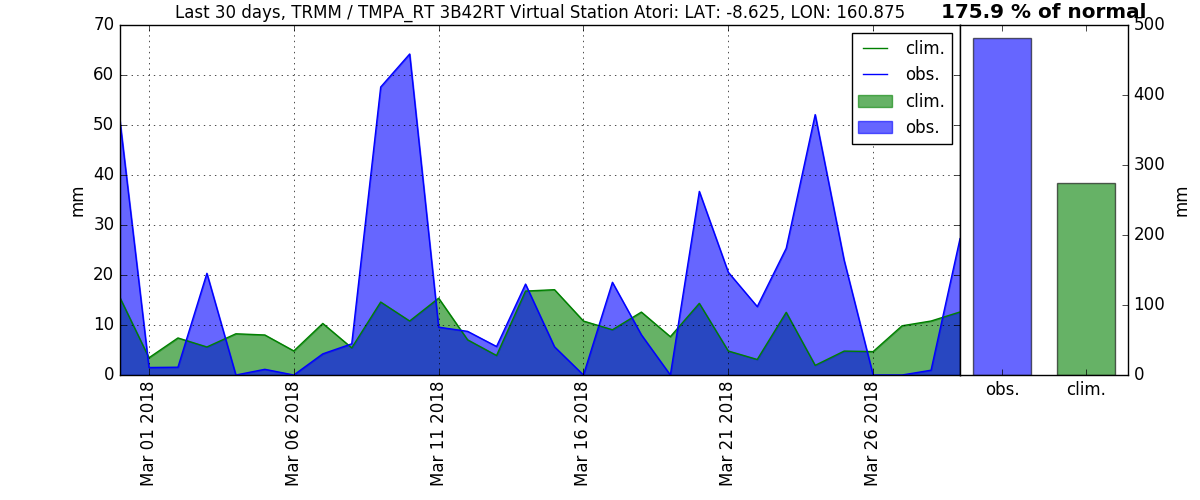 Last 30 days, TRMM / TMPA_RT 3B42RT Virtual Station Atori: LAT: -8.625, LON: 160.875
175.9 % of normal
70
60
50
40
30
20
10
0
mm
clim.
obs.
clim.
obs.
Mar 01 2018
Mar 06 2018
Mar 11 2018
Mar 16 2018
Mar 21 2018
Mar 26 2018
500
400
300
200
100
0
mm
obs.
clim.